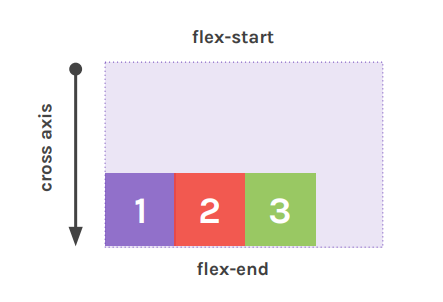 flex-start
cross axis
1 2 3
flex-end